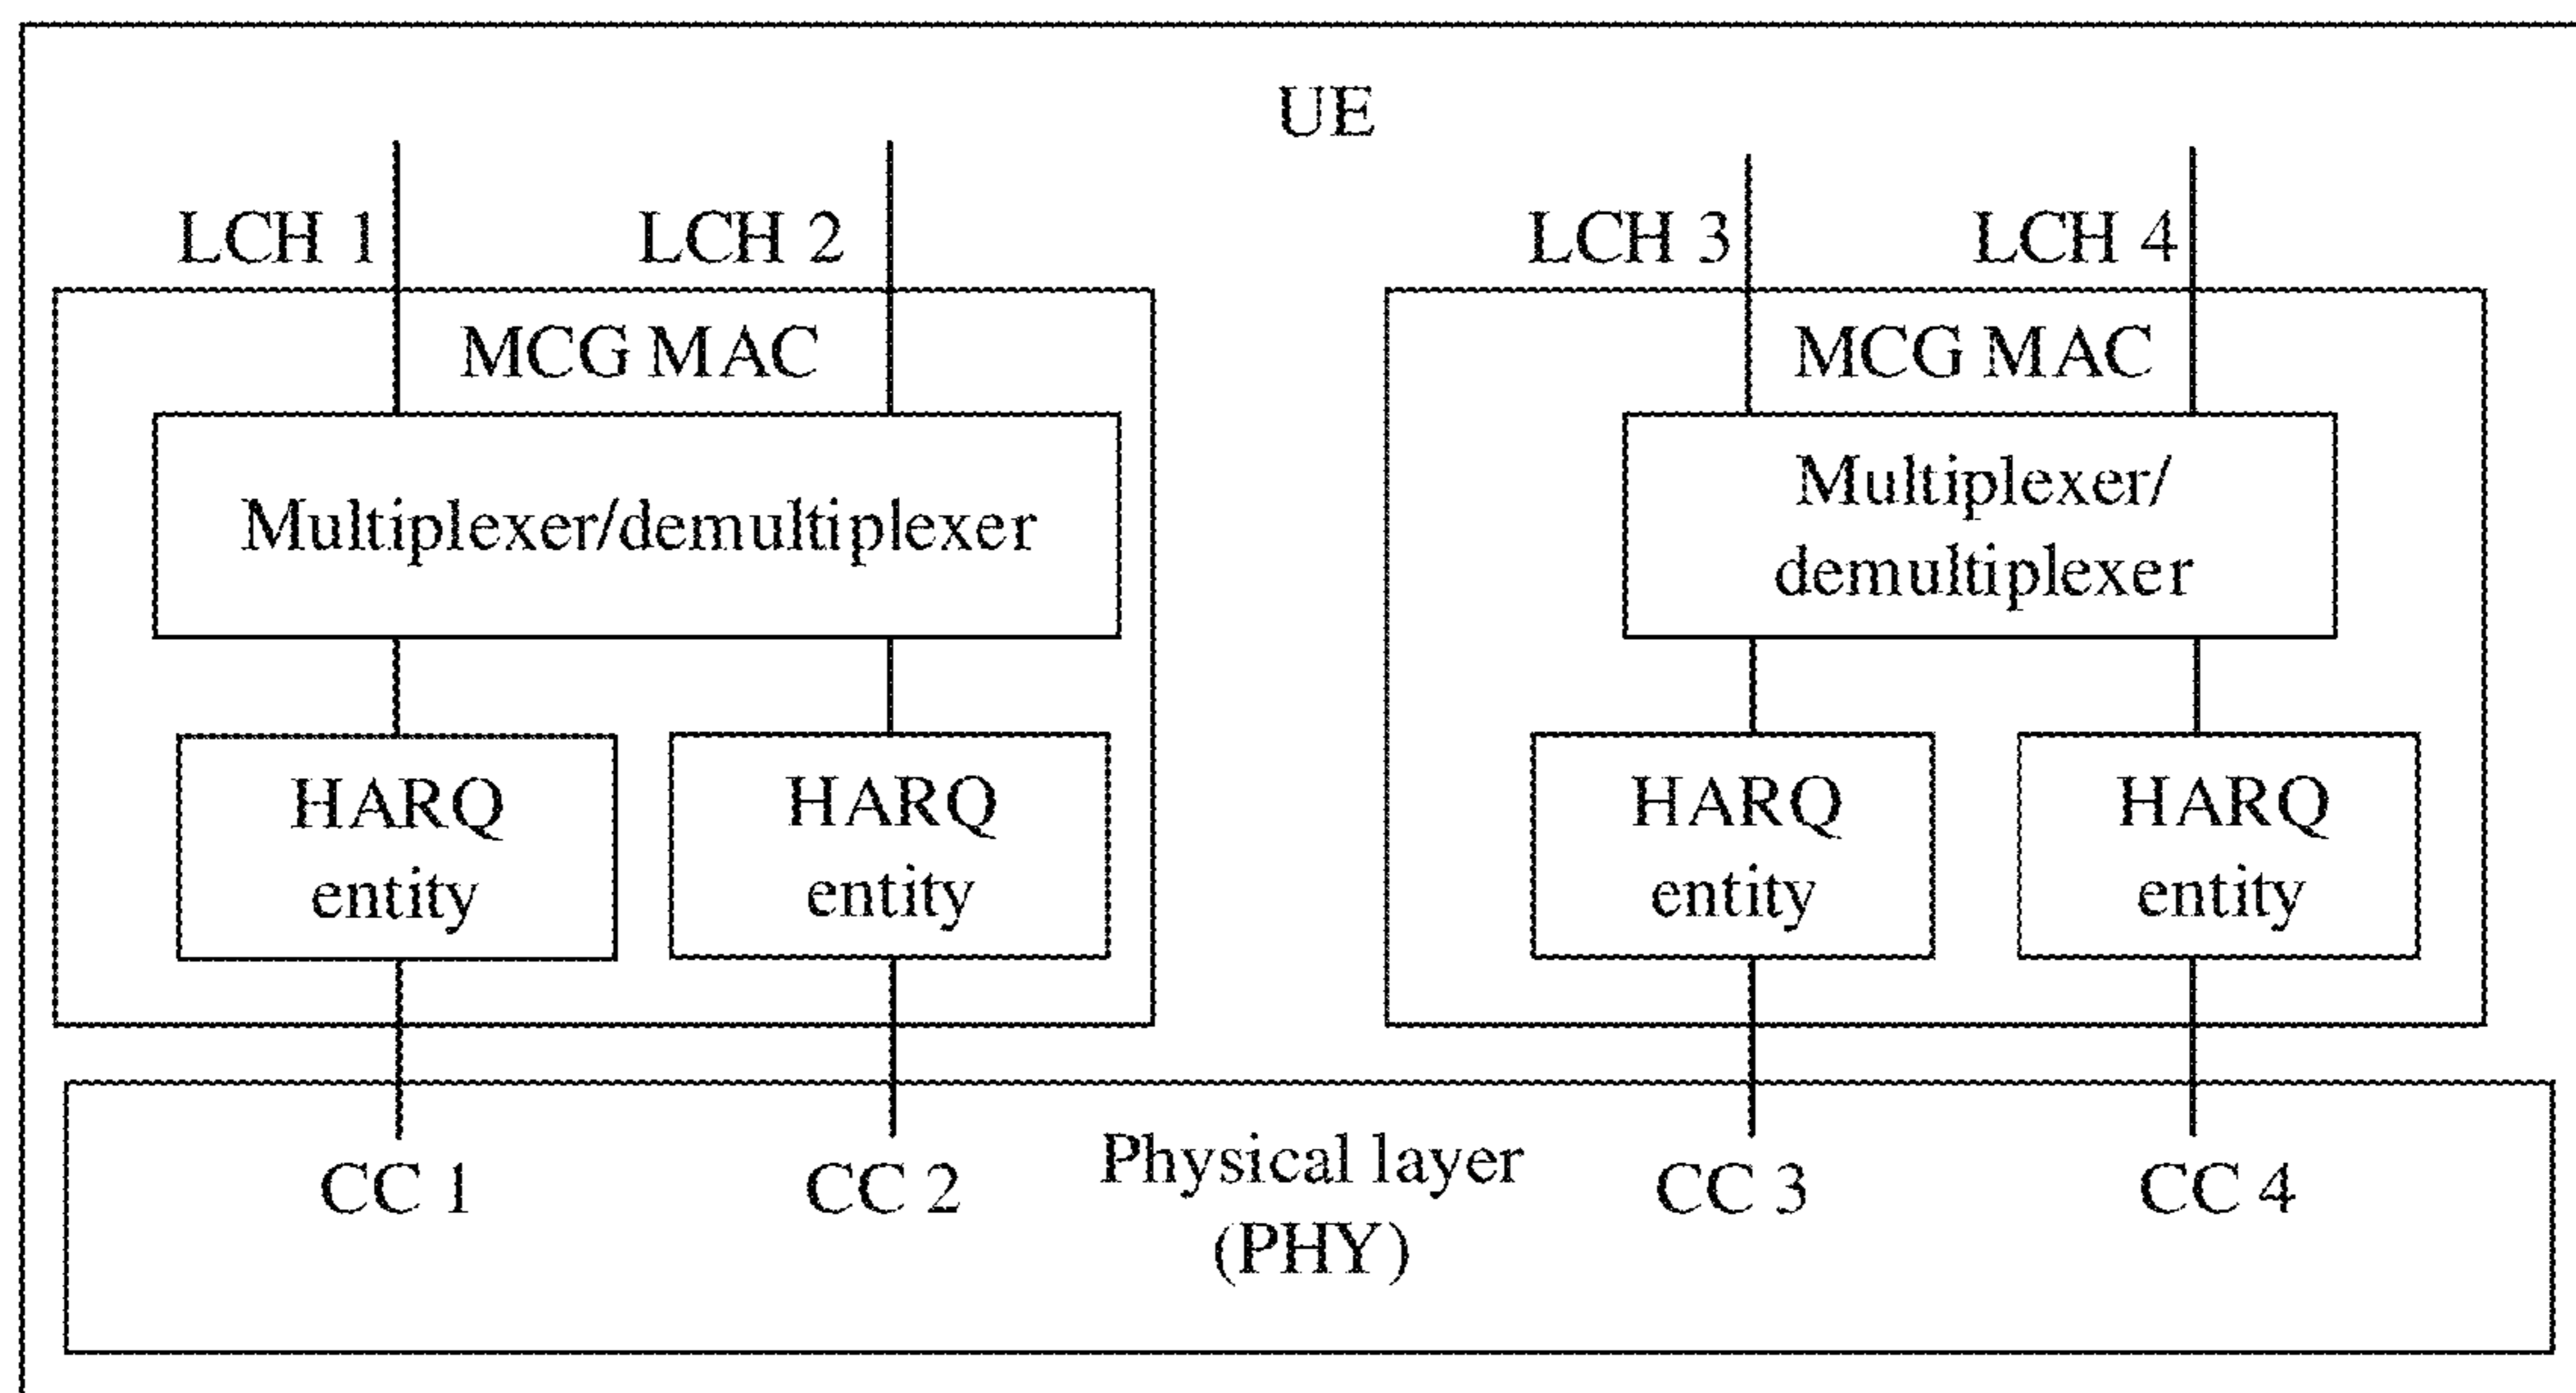 UE
LCH 1
LCH 2
LCH 3
LCH 4
MCG MAC
MCG MAC
Multiplexer/demultiplexer
Multiplexer/
demultiplexer
HARQ
entity
HARQ
entity
HARQ
entity
HARQ
entity
CC 1
CC 2
Physical layer
(PHY)
CC 3
CC 4